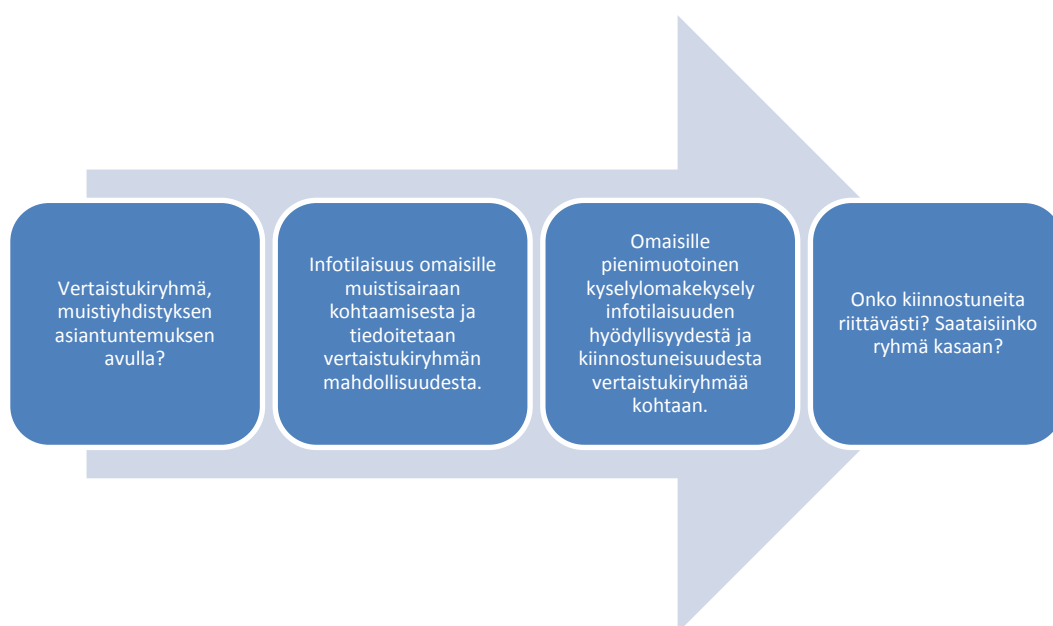 Vertaistukiryhmä,
muistiyhdistyksen
asiantuntemuksen
avulla?
Infotilaisuus omaisille
muistisairaan
kohtaamisesta ja
tiedoitetaan
vertaistukiryhmän
mahdollisuudesta.
Omaisille
pienimuotoinen
kyselylomakekysely
infotilaisuuden
hyödyllisyydestä ja
kiinnostuneisuudesta
vertaistukiryhmää
kohtaan.
Onko kiinnostuneita
riittävästi? Saataisiinko
ryhmä kasaan?